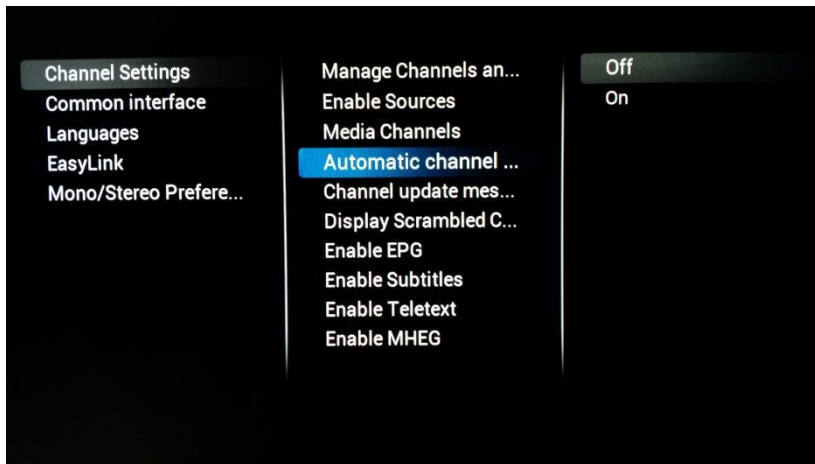 Channel Settings
Common interface
Languages
EasyLink
Mono/Stereo Prefere...
Manage Channels an...
Enable Sources
Media Channels
Automatic channel ...
Channel update mes...
Display Scrambled C...
Enable EPG
Enable Subtitles
Enable Teletext
Enable MHEG
Off
On